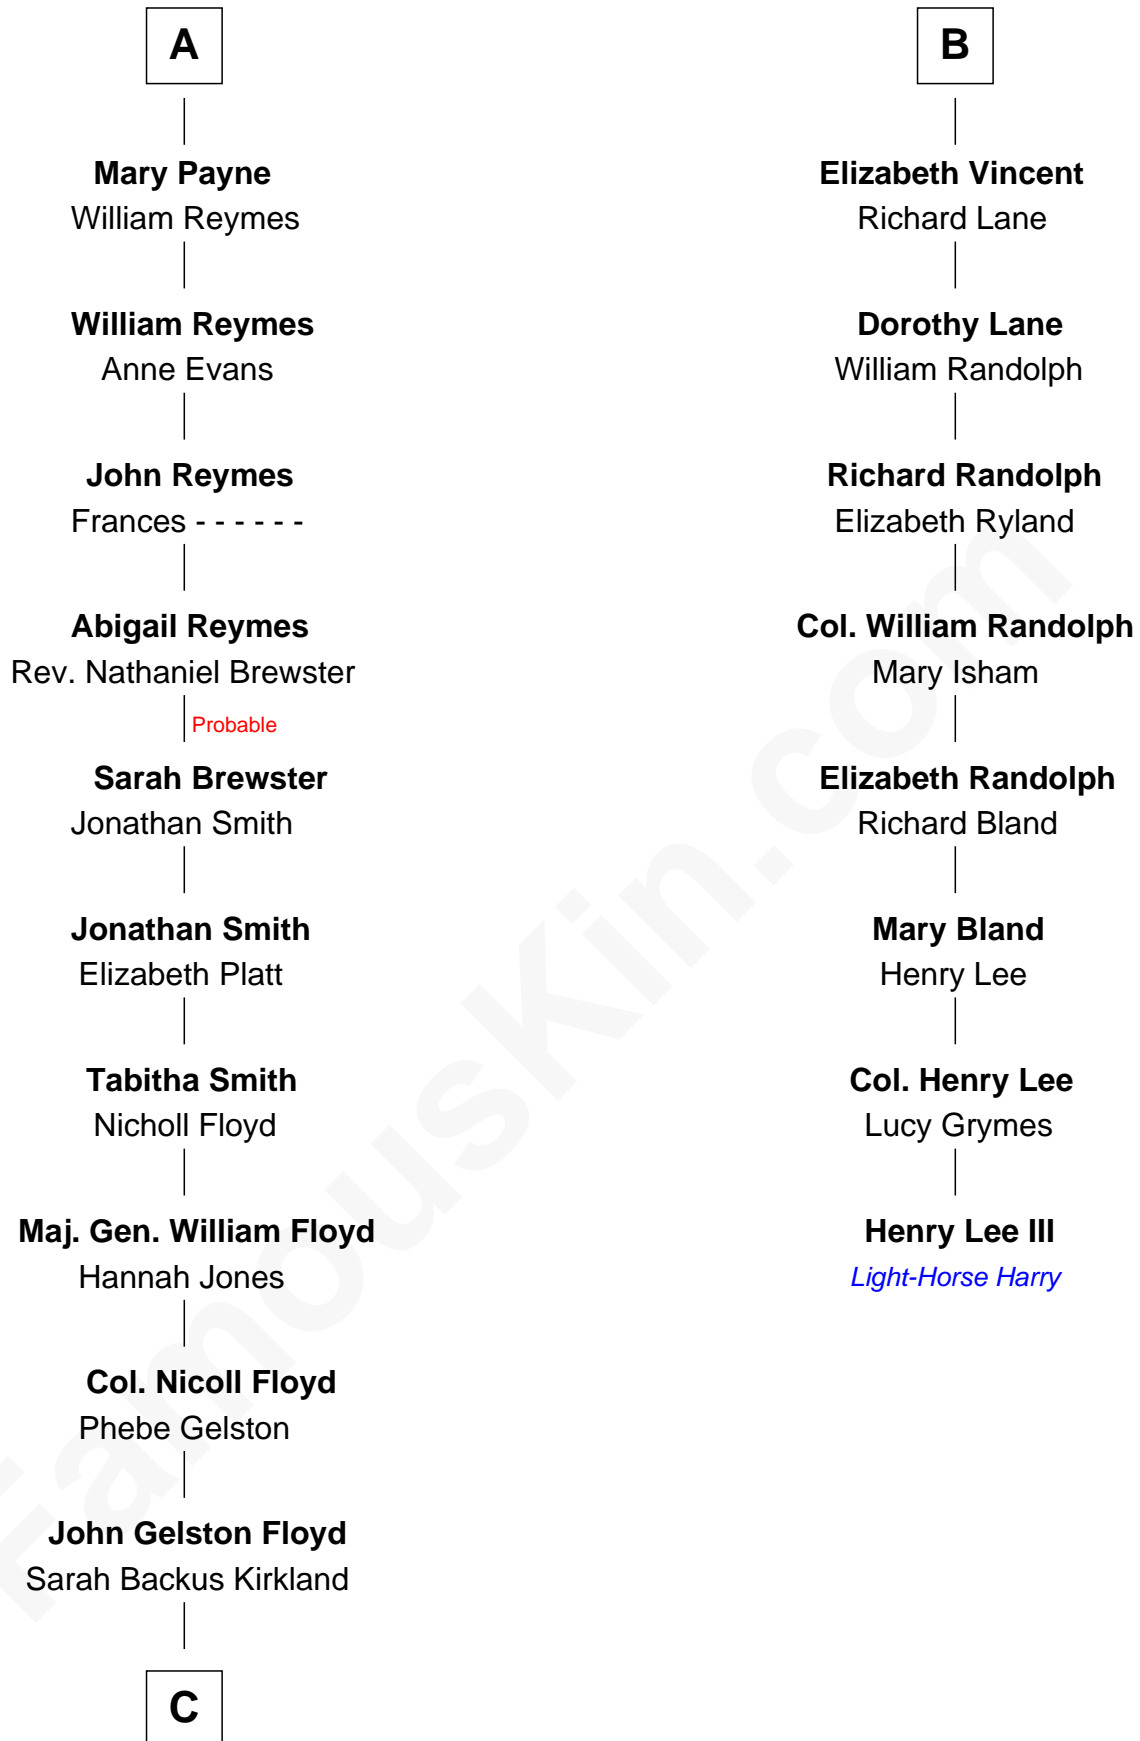 A
Mary Payne
William Reymes
William Reymes
Anne Evans
John Reymes
Frances - - - - - -
Abigail Reymes
Rev. Nathaniel Brewster
Probable
Sarah Brewster
Jonathan Smith
Jonathan Smith
Elizabeth Platt
Tabitha Smith
Nicholl Floyd
Maj. Gen. William Floyd
Hannah Jones
Col. Nicoll Floyd
Phebe Gelston
John Gelston Floyd
Sarah Backus Kirkland
C
B
Elizabeth Vincent
Richard Lane
Dorothy Lane
William Randolph
Richard Randolph
Elizabeth Ryland
Col. William Randolph
Mary Isham
Elizabeth Randolph
Richard Bland
Mary Bland
Henry Lee
Col. Henry Lee
Lucy Grymes
Henry Lee III
Light-Horse Harry
FamousKin.com